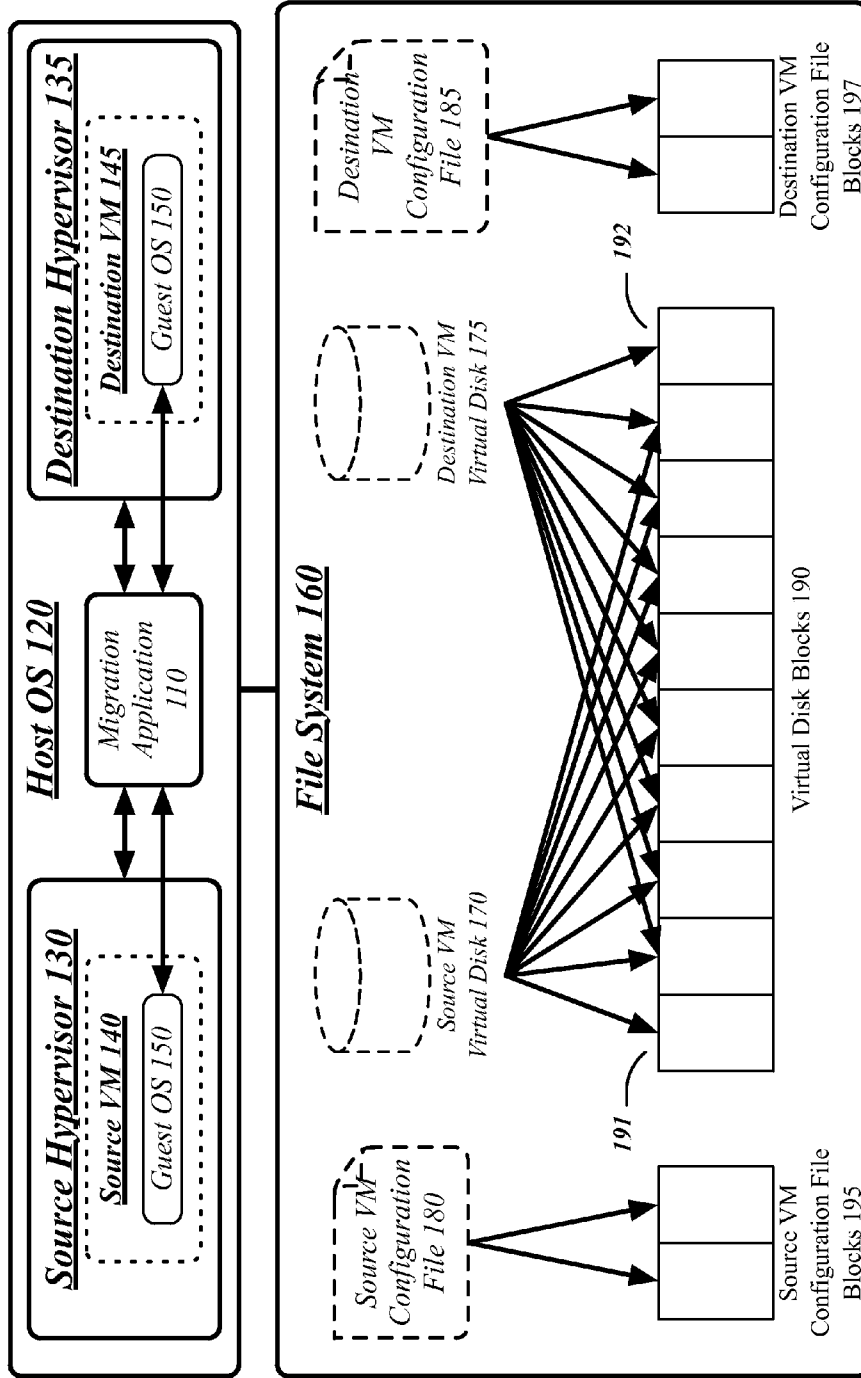 Host OS 120
Source Hypervisor 130
Source VM 140
Guest OS 150
Migration
Application
110
Destination Hypervisor 135
Destination VM 145
Guest OS 150
File System 160
Source VM
Configuration
File 180
Source VM
Virtual Disk 170
Destination VM
Virtual Disk 175
Desination
VM
Configuration
File 185
191
192
Source VM
Configuration File
Blocks 195
Virtual Disk Blocks 190
Destination VM
Configuration File
Blocks 197